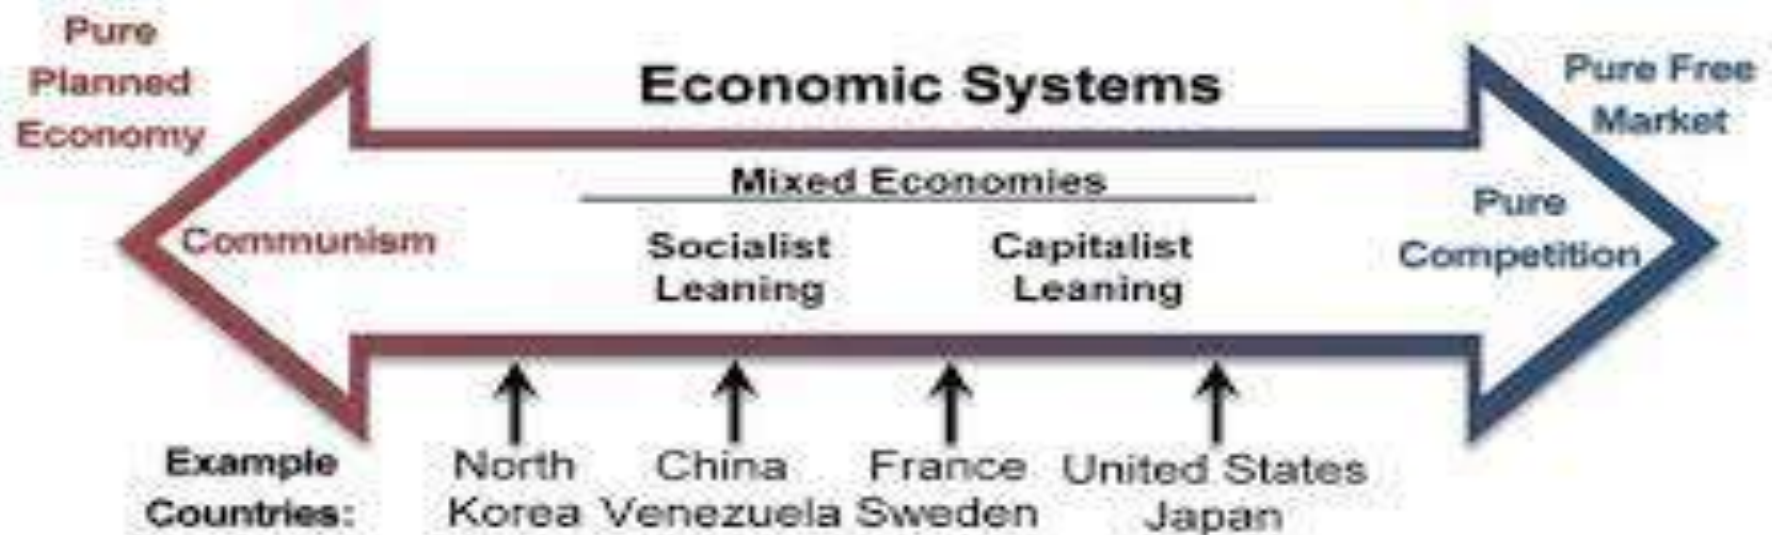 Pure
Planned
Economy
Economic Systems
Pure Free
Market
Mixed Economies
Communism
Socialist
Leaning
Capitalist
Leaning
Pure
Competition
Example
Countries:
North
Korea
China
Venezuela
France
Sweden
United States
Japan